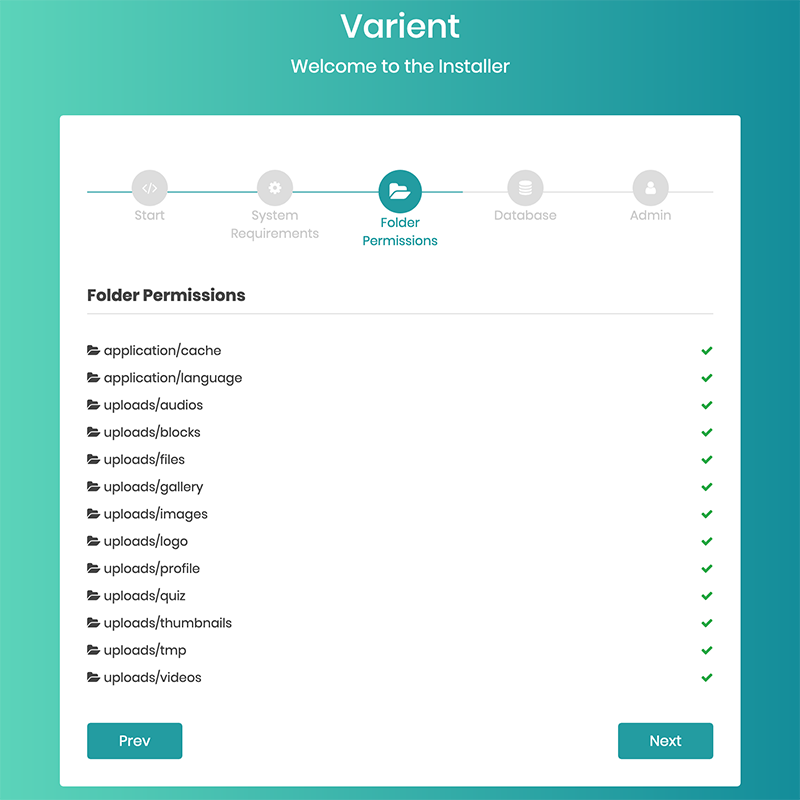 Varient
Welcome to the Installer
Start
System
Requirements
Folder
Permissions
Database
Admin
Folder Permissions
application/cache
application/language
uploads/audios
uploads/blocks
uploads/files
uploads/gallery
uploads/images
uploads/logo
uploads/profile
uploads/quiz
uploads/thumbnails
uploads/tmp
uploads/videos
Prev
Next